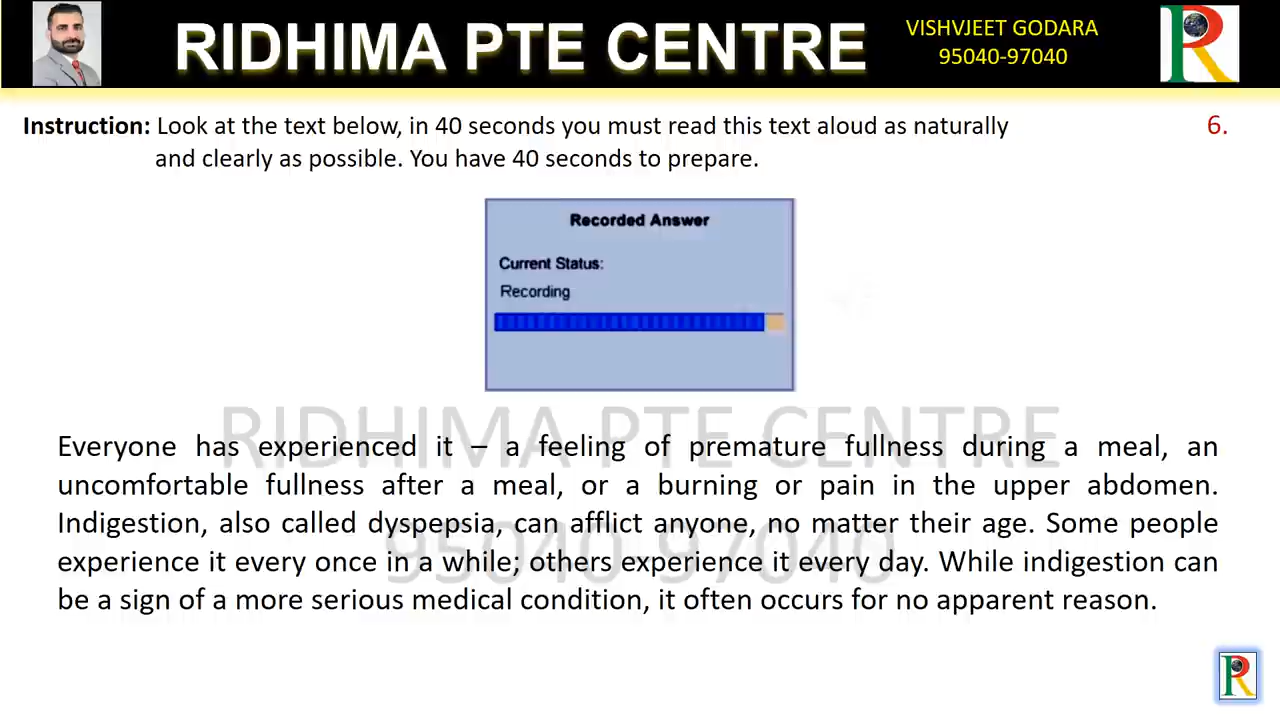 RIDHIMA PTE CENTRE
VISHVJEET GODARA
95040-97040
Instruction: Look at the text below, in 40 seconds you must read this text aloud as naturally
and clearly as possible. You have 40 seconds to prepare.
6.
Recorded Answer
Current Status:
Recording
RIDHIMA PTE CENTRE
95040-97040
Everyone has experienced it – a feeling of premature fullness during a meal, an
uncomfortable fullness after a meal, or a burning or pain in the upper abdomen.
Indigestion, also called dyspepsia, can afflict anyone, no matter their age. Some people
experience it every once in a while; others experience it every day. While indigestion can
be a sign of a more serious medical condition, it often occurs for no apparent reason.